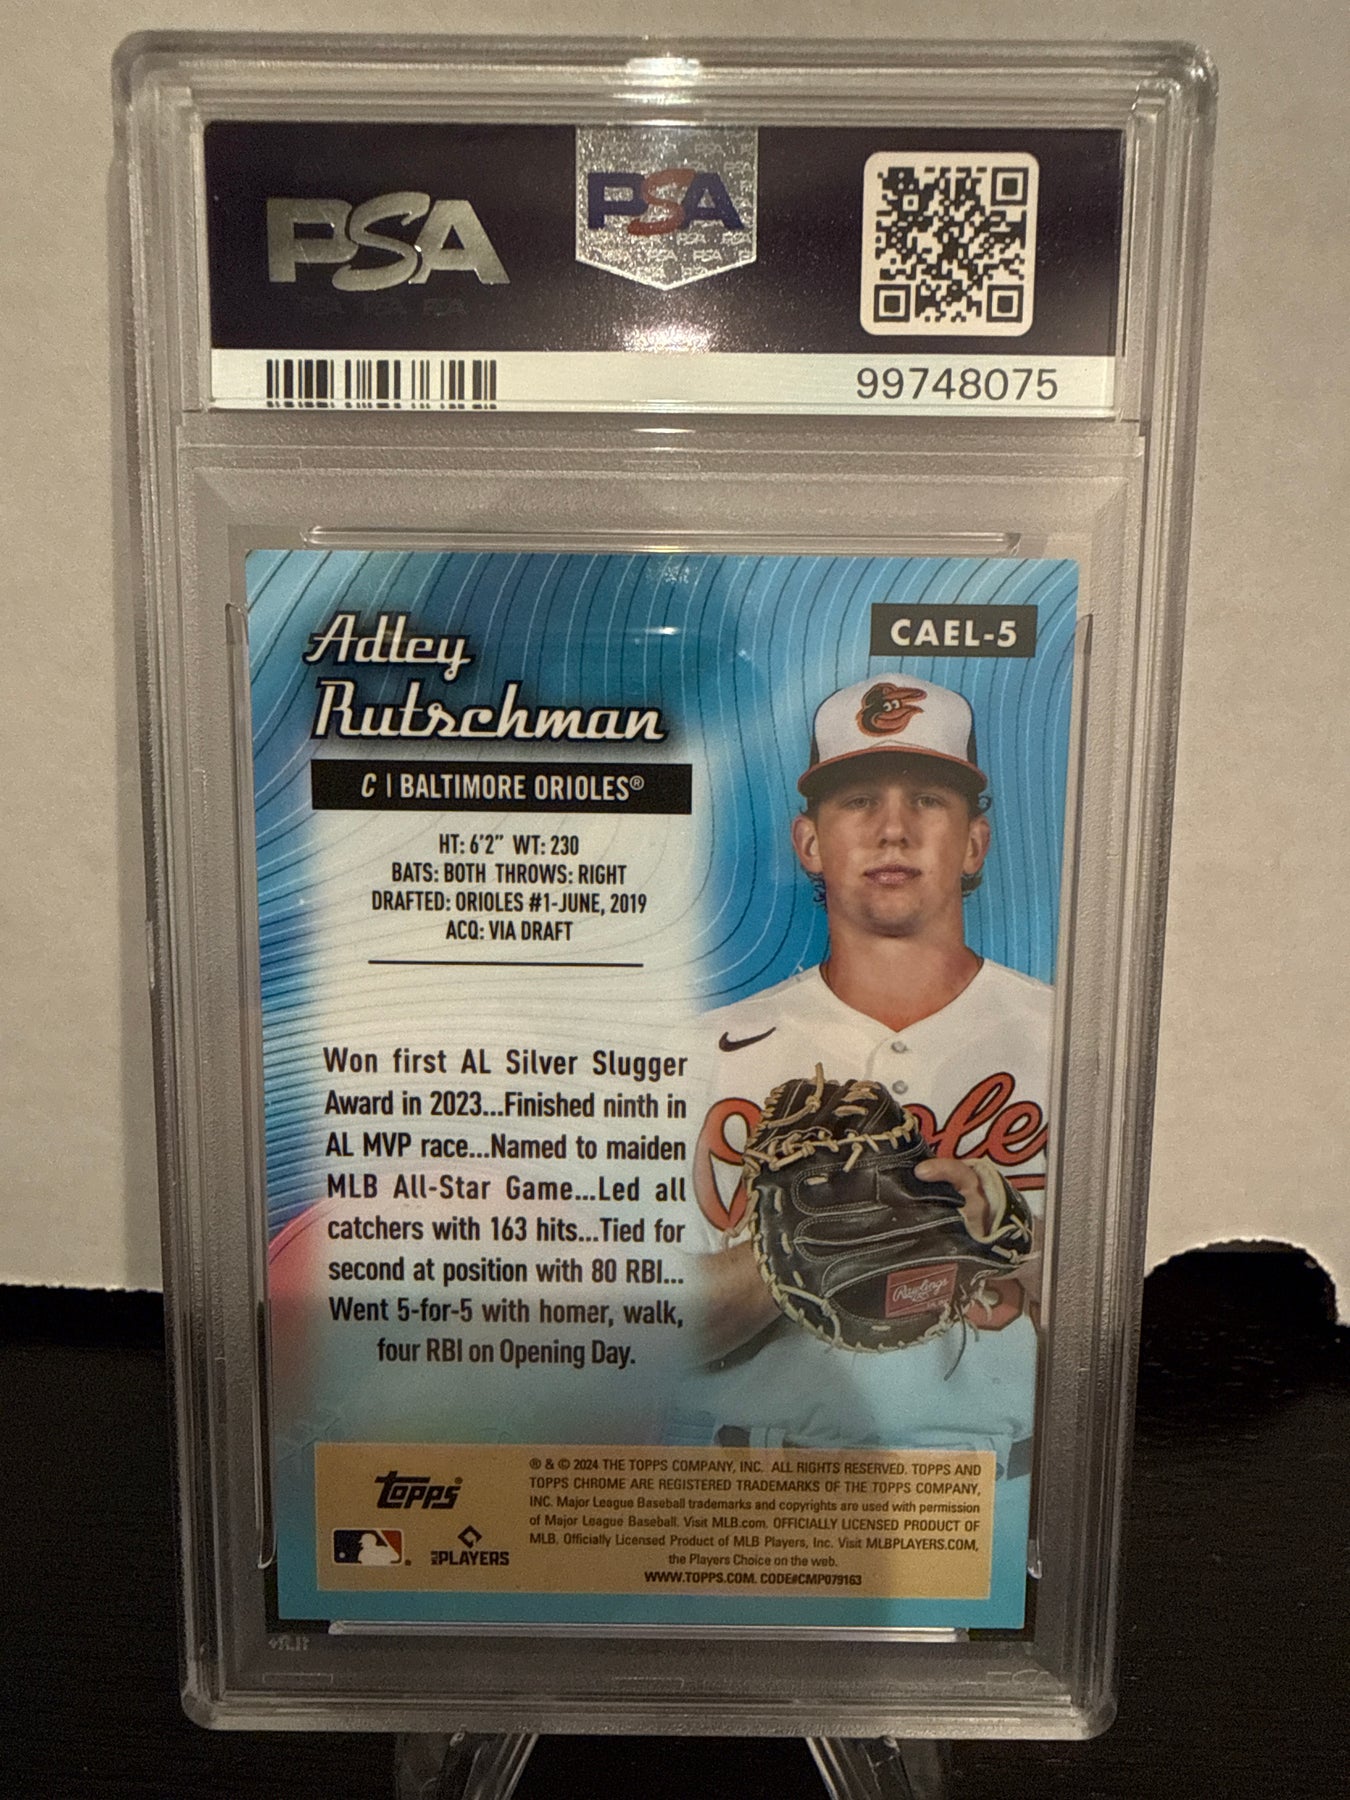 PSA
PSA
99748075
CAEL-5
Adley
Rutschman
C | BALTIMORE ORIOLES®
HT: 6'2" WT: 230
BATS: BOTH THROWS: RIGHT
DRAFTED: ORIOLES #1-JUNE, 2019
ACQ: VIA DRAFT
Won first AL Silver Slugger
Award in 2023...Finished ninth in
AL MVP race...Named to maiden
MLB All-Star Game...Led all
catchers with 163 hits...Tied for
second at position with 80 RBI...
Went 5-for-5 with homer, walk,
four RBI on Opening Day.
Rawlings
topps®
PLAYERS
® & © 2024 THE TOPPS COMPANY, INC. ALL RIGHTS RESERVED. TOPPS AND
TOPPS CHROME ARE REGISTERED TRADEMARKS OF THE TOPPS COMPANY,
INC. Major League Baseball trademarks and copyrights are used with permission
of Major League Baseball. Visit MLB.com. OFFICIALLY LICENSED PRODUCT OF
MLB. Officially Licensed Product of MLB Players, Inc. Visit MLBPLAYERS.COM,
the Players Choice on the web.
WWW.TOPPS.COM. CODE#CMP079163